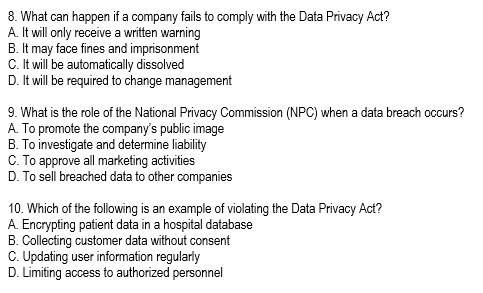 8. What can happen if a company fails to comply with the Data Privacy Act?
A. It will only receive a written warning
B. It may face fines and imprisonment
C. It will be automatically dissolved
D. It will be required to change management
9. What is the role of the National Privacy Commission (NPC) when a data breach occurs?
A. To promote the company's public image
B. To investigate and determine liability
C. To approve all marketing activities
D. To sell breached data to other companies
10. Which of the following is an example of violating the Data Privacy Act?
A. Encrypting patient data in a hospital database
B. Collecting customer data without consent
C. Updating user information regularly
D. Limiting access to authorized personnel